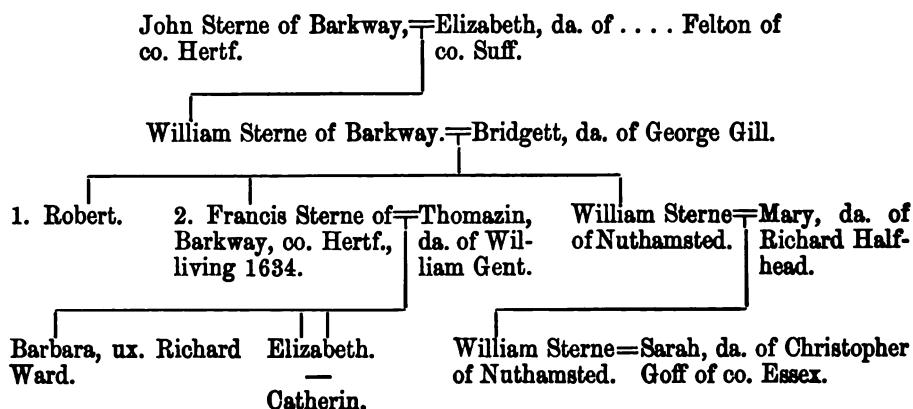 John Sterne of Barkway,=Elizabeth, da. of .... Felton of
co. Hertf. co. Suff.
William Sterne of Barkway.=Bridgett, da. of George Gill.
1. Robert.
2. Francis Sterne of=Thomazin,
Barkway, co. Hertf., da. of Wil-
living 1634. liam Gent.
William Sterne=Mary, da. of
of Nuthamsted. Richard Half-
head.
Barbara, ux. Richard
Ward.
Elizabeth.
—
Catherin.
William Sterne=Sarah, da. of Christopher
of Nuthamsted. Goff of co. Essex.